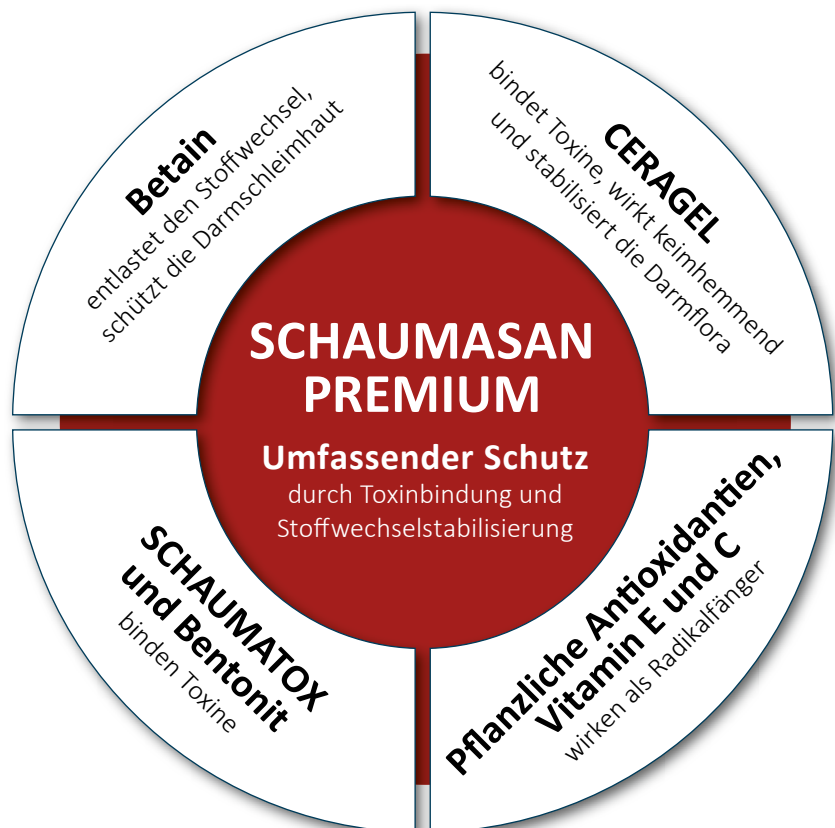 Betain
entlastet den Stoffwechsel,
schützt die Darmschleimhaut
CERAGEL
bindet Toxine, wirkt keimhemmend
und stabilisiert die Darmflora
SCHAUMASAN
PREMIUM
Umfassender Schutz
durch Toxinbindung und
Stoffwechselstabilisierung
SCHAUMATOX
und Bentonit
binden Toxine
Pflanzliche Antioxidantien,
Vitamin E und C
wirken als Radikalfänger